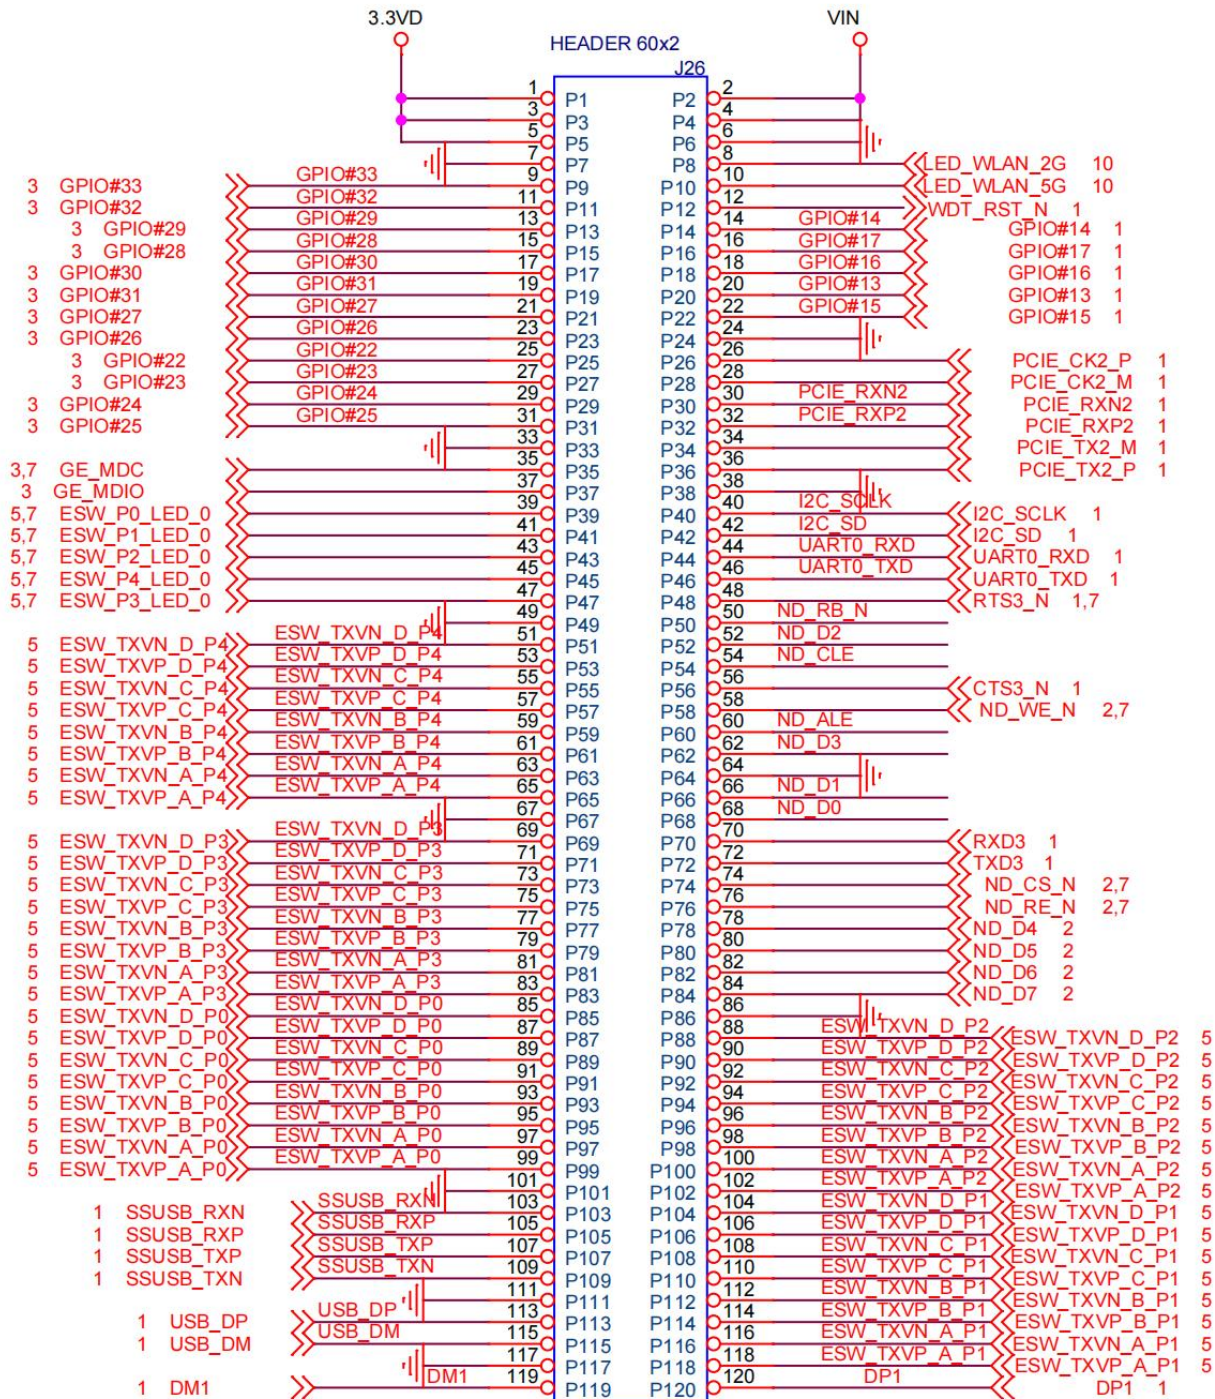 3.3VD VIN
HEADER 60x2
J26
1 P1 P2 2
3 P3 P4 4
5 P5 P6 6
7 P7 P8 8 LED_WLAN_2G 10
3 GPIO#33 GPIO#33 9 P9 P10 10 LED_WLAN_5G 10
3 GPIO#32 GPIO#32 11 P11 P12 12 WDT_RST_N 1
3 GPIO#29 GPIO#29 13 P13 P14 14 GPIO#14 GPIO#14 1
3 GPIO#28 GPIO#28 15 P15 P16 16 GPIO#17 GPIO#17 1
3 GPIO#30 GPIO#30 17 P17 P18 18 GPIO#16 GPIO#16 1
3 GPIO#31 GPIO#31 19 P19 P20 20 GPIO#13 GPIO#13 1
3 GPIO#27 GPIO#27 21 P21 P22 22 GPIO#15 GPIO#15 1
3 GPIO#26 GPIO#26 23 P23 P24 24
3 GPIO#22 GPIO#22 25 P25 P26 26 PCIE_CK2_P 1
3 GPIO#23 GPIO#23 27 P27 P28 28 PCIE_CK2_M 1
3 GPIO#24 GPIO#24 29 P29 P30 30 PCIE_RXN2 PCIE_RXN2 1
3 GPIO#25 GPIO#25 31 P31 P32 32 PCIE_RXP2 PCIE_RXP2 1
33 P33 P34 34 PCIE_TX2_M 1
3,7 GE_MDC 35 P35 P36 36 PCIE_TX2_P 1
3 GE_MDIO 37 P37 P38 38
5,7 ESW_P0_LED_0 39 P39 P40 40 I2C_SCLK I2C_SCLK 1
5,7 ESW_P1_LED_0 41 P41 P42 42 I2C_SD I2C_SD 1
5,7 ESW_P2_LED_0 43 P43 P44 44 UART0_RXD UART0_RXD 1
5,7 ESW_P4_LED_0 45 P45 P46 46 UART0_TXD UART0_TXD 1
5,7 ESW_P3_LED_0 47 P47 P48 48 RTS3_N 1,7
49 P49 P50 50 ND_RB_N
5 ESW_TXVN_D_P4 ESW_TXVN_D_P4 51 P51 P52 52 ND_D2
5 ESW_TXVP_D_P4 ESW_TXVP_D_P4 53 P53 P54 54 ND_CLE
5 ESW_TXVN_C_P4 ESW_TXVN_C_P4 55 P55 P56 56 CTS3_N 1
5 ESW_TXVP_C_P4 ESW_TXVP_C_P4 57 P57 P58 58 ND_WE_N 2,7
5 ESW_TXVN_B_P4 ESW_TXVN_B_P4 59 P59 P60 60 ND_ALE
5 ESW_TXVP_B_P4 ESW_TXVP_B_P4 61 P61 P62 62 ND_D3
5 ESW_TXVN_A_P4 ESW_TXVN_A_P4 63 P63 P64 64
5 ESW_TXVP_A_P4 ESW_TXVP_A_P4 65 P65 P66 66 ND_D1
67 P67 P68 68 ND_D0
5 ESW_TXVN_D_P3 ESW_TXVN_D_P3 69 P69 P70 70 RXD3 1
5 ESW_TXVP_D_P3 ESW_TXVP_D_P3 71 P71 P72 72 TXD3 1
5 ESW_TXVN_C_P3 ESW_TXVN_C_P3 73 P73 P74 74 ND_CS_N 2,7
5 ESW_TXVP_C_P3 ESW_TXVP_C_P3 75 P75 P76 76 ND_RE_N 2,7
5 ESW_TXVN_B_P3 ESW_TXVN_B_P3 77 P77 P78 78 ND_D4 2
5 ESW_TXVP_B_P3 ESW_TXVP_B_P3 79 P79 P80 80 ND_D5 2
5 ESW_TXVN_A_P3 ESW_TXVN_A_P3 81 P81 P82 82 ND_D6 2
5 ESW_TXVP_A_P3 ESW_TXVP_A_P3 83 P83 P84 84 ND_D7 2
5 ESW_TXVN_D_P0 ESW_TXVN_D_P0 85 P85 P86 86
5 ESW_TXVP_D_P0 ESW_TXVP_D_P0 87 P87 P88 88 ESW_TXVN_D_P2 ESW_TXVN_D_P2 5
5 ESW_TXVN_C_P0 ESW_TXVN_C_P0 89 P89 P90 90 ESW_TXVP_D_P2 ESW_TXVP_D_P2 5
5 ESW_TXVP_C_P0 ESW_TXVP_C_P0 91 P91 P92 92 ESW_TXVN_C_P2 ESW_TXVN_C_P2 5
5 ESW_TXVN_B_P0 ESW_TXVN_B_P0 93 P93 P94 94 ESW_TXVP_C_P2 ESW_TXVP_C_P2 5
5 ESW_TXVP_B_P0 ESW_TXVP_B_P0 95 P95 P96 96 ESW_TXVN_B_P2 ESW_TXVN_B_P2 5
5 ESW_TXVN_A_P0 ESW_TXVN_A_P0 97 P97 P98 98 ESW_TXVP_B_P2 ESW_TXVP_B_P2 5
5 ESW_TXVP_A_P0 ESW_TXVP_A_P0 99 P99 P100 100 ESW_TXVN_A_P2 ESW_TXVN_A_P2 5
101 P101 P102 102 ESW_TXVP_A_P2 ESW_TXVP_A_P2 5
1 SSUSB_RXN SSUSB_RXN 103 P103 P104 104 ESW_TXVN_D_P1 ESW_TXVN_D_P1 5
1 SSUSB_RXP SSUSB_RXP 105 P105 P106 106 ESW_TXVP_D_P1 ESW_TXVP_D_P1 5
1 SSUSB_TXP SSUSB_TXP 107 P107 P108 108 ESW_TXVN_C_P1 ESW_TXVN_C_P1 5
1 SSUSB_TXN SSUSB_TXN 109 P109 P110 110 ESW_TXVP_C_P1 ESW_TXVP_C_P1 5
111 P111 P112 112 ESW_TXVN_B_P1 ESW_TXVN_B_P1 5
1 USB_DP USB_DP 113 P113 P114 114 ESW_TXVP_B_P1 ESW_TXVP_B_P1 5
1 USB_DM USB_DM 115 P115 P116 116 ESW_TXVN_A_P1 ESW_TXVN_A_P1 5
117 P117 P118 118 ESW_TXVP_A_P1 ESW_TXVP_A_P1 5
1 DM1 DM1 119 P119 P120 120 DP1 DP1 1